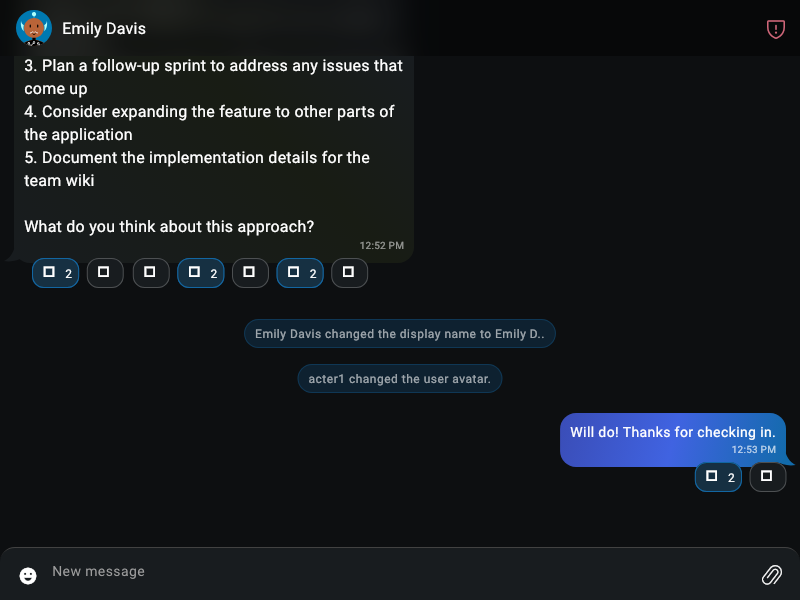 Emily Davis
3. Plan a follow-up sprint to address any issues that
come up
4. Consider expanding the feature to other parts of
the application
5. Document the implementation details for the
team wiki
What do you think about this approach?
12:52 PM
2
2
2
Emily Davis changed the display name to Emily D..
acter1 changed the user avatar.
Will do! Thanks for checking in.
12:53 PM
2
New message